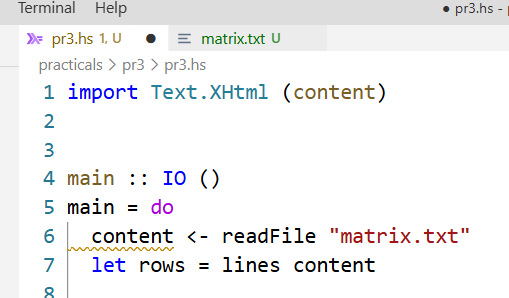 Terminal Help
● pr3.hs
pr3.hs 1, U ● matrix.txt U
practicals > pr3 > pr3.hs
1 import Text.XHtml (content)
2
3
4 main :: IO ()
5 main = do
6   content <- readFile "matrix.txt"
7   let rows = lines content
8